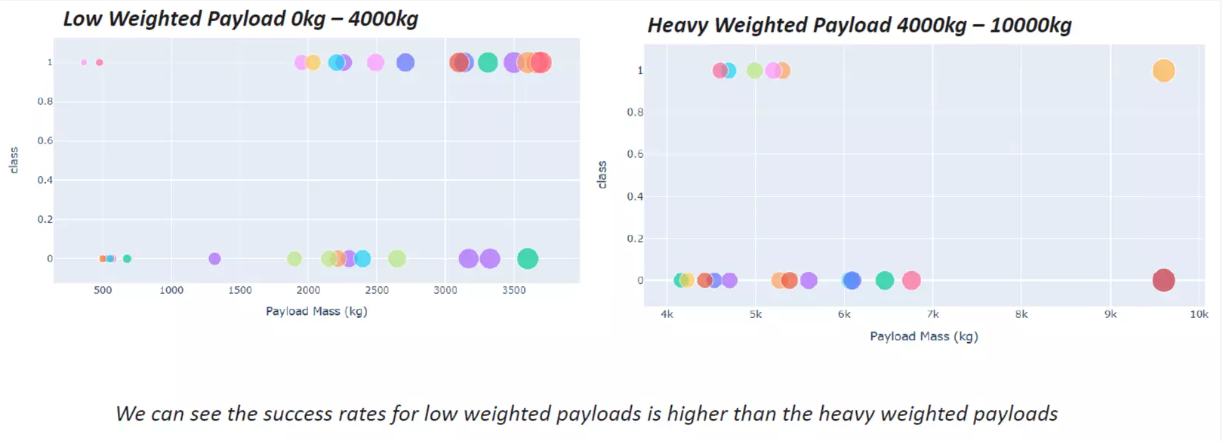 Low Weighted Payload 0kg – 4000kg
1
0.8
0.6
0.4
0.2
0
class
500
1000
1500
2000
2500
3000
3500
Payload Mass (kg)
Heavy Weighted Payload 4000kg – 10000kg
1
0.8
0.6
0.4
0.2
0
class
4k
5k
6k
7k
8k
9k
10k
Payload Mass (kg)
We can see the success rates for low weighted payloads is higher than the heavy weighted payloads